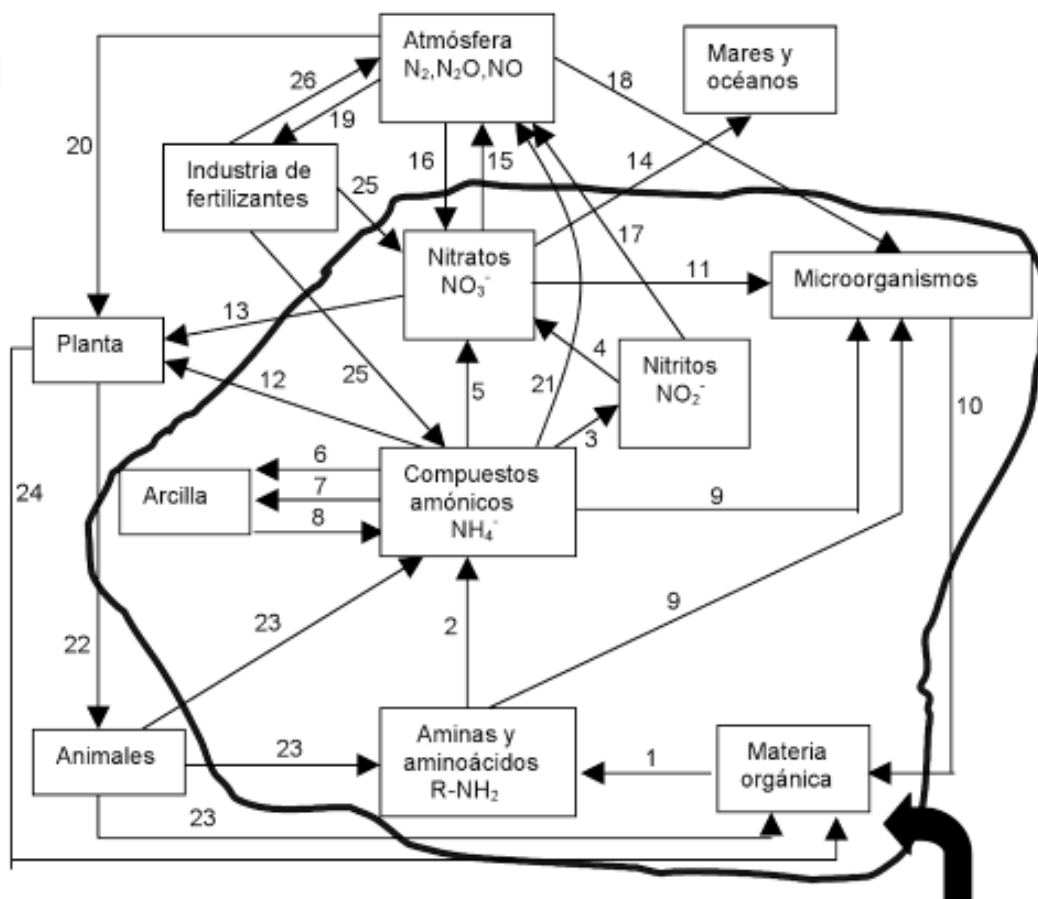 Atmósfera
N₂,N₂O,NO
Mares y
océanos
26
18
19
20
16
15
14
Industria de
fertilizantes
25
17
Nitratos
NO₃⁻
11
Microorganismos
13
Planta
4
Nitritos
NO₂⁻
12
25
5
21
3
10
6
24
Arcilla
7
Compuestos
amónicos
NH₄⁻
8
9
23
2
9
22
Animales
23
Aminas y
aminoácidos
R-NH₂
1
Materia
orgánica
23